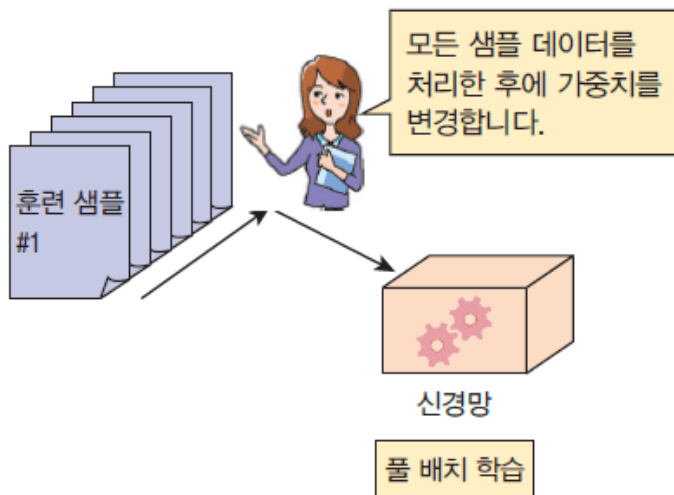 모든 샘플 데이터를
처리한 후에 가중치를
변경합니다.
훈련 샘플
#1
신경망
풀 배치 학습